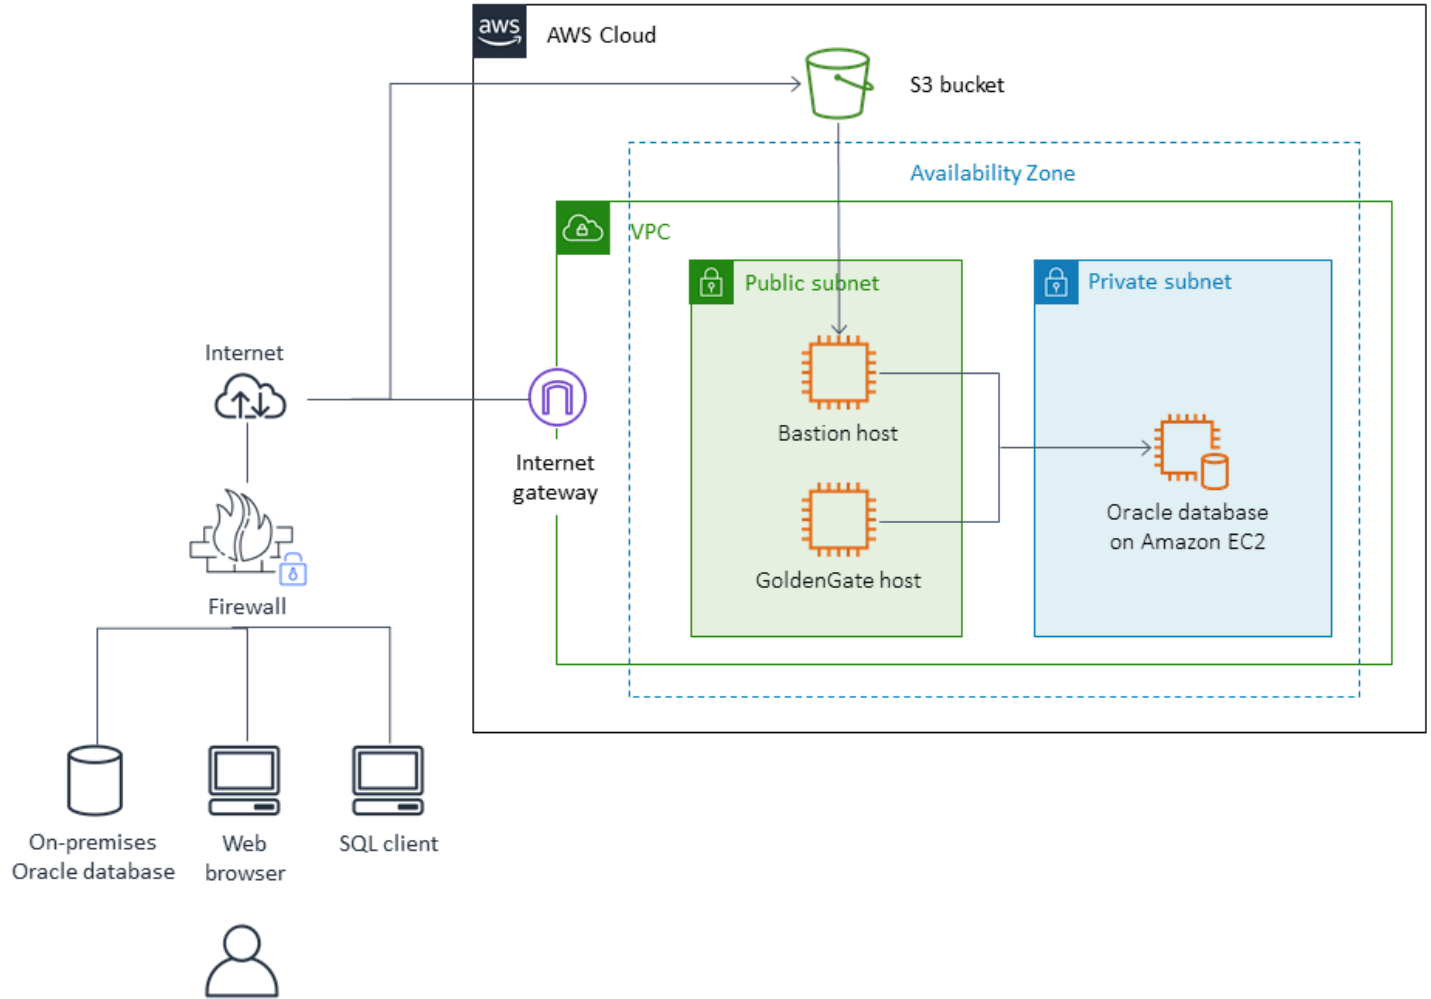 aws
AWS Cloud
S3 bucket
Availability Zone
VPC
Public subnet
Private subnet
Internet
Bastion host
Internet
gateway
Oracle database
on Amazon EC2
GoldenGate host
Firewall
On-premises
Oracle database
Web
browser
SQL client